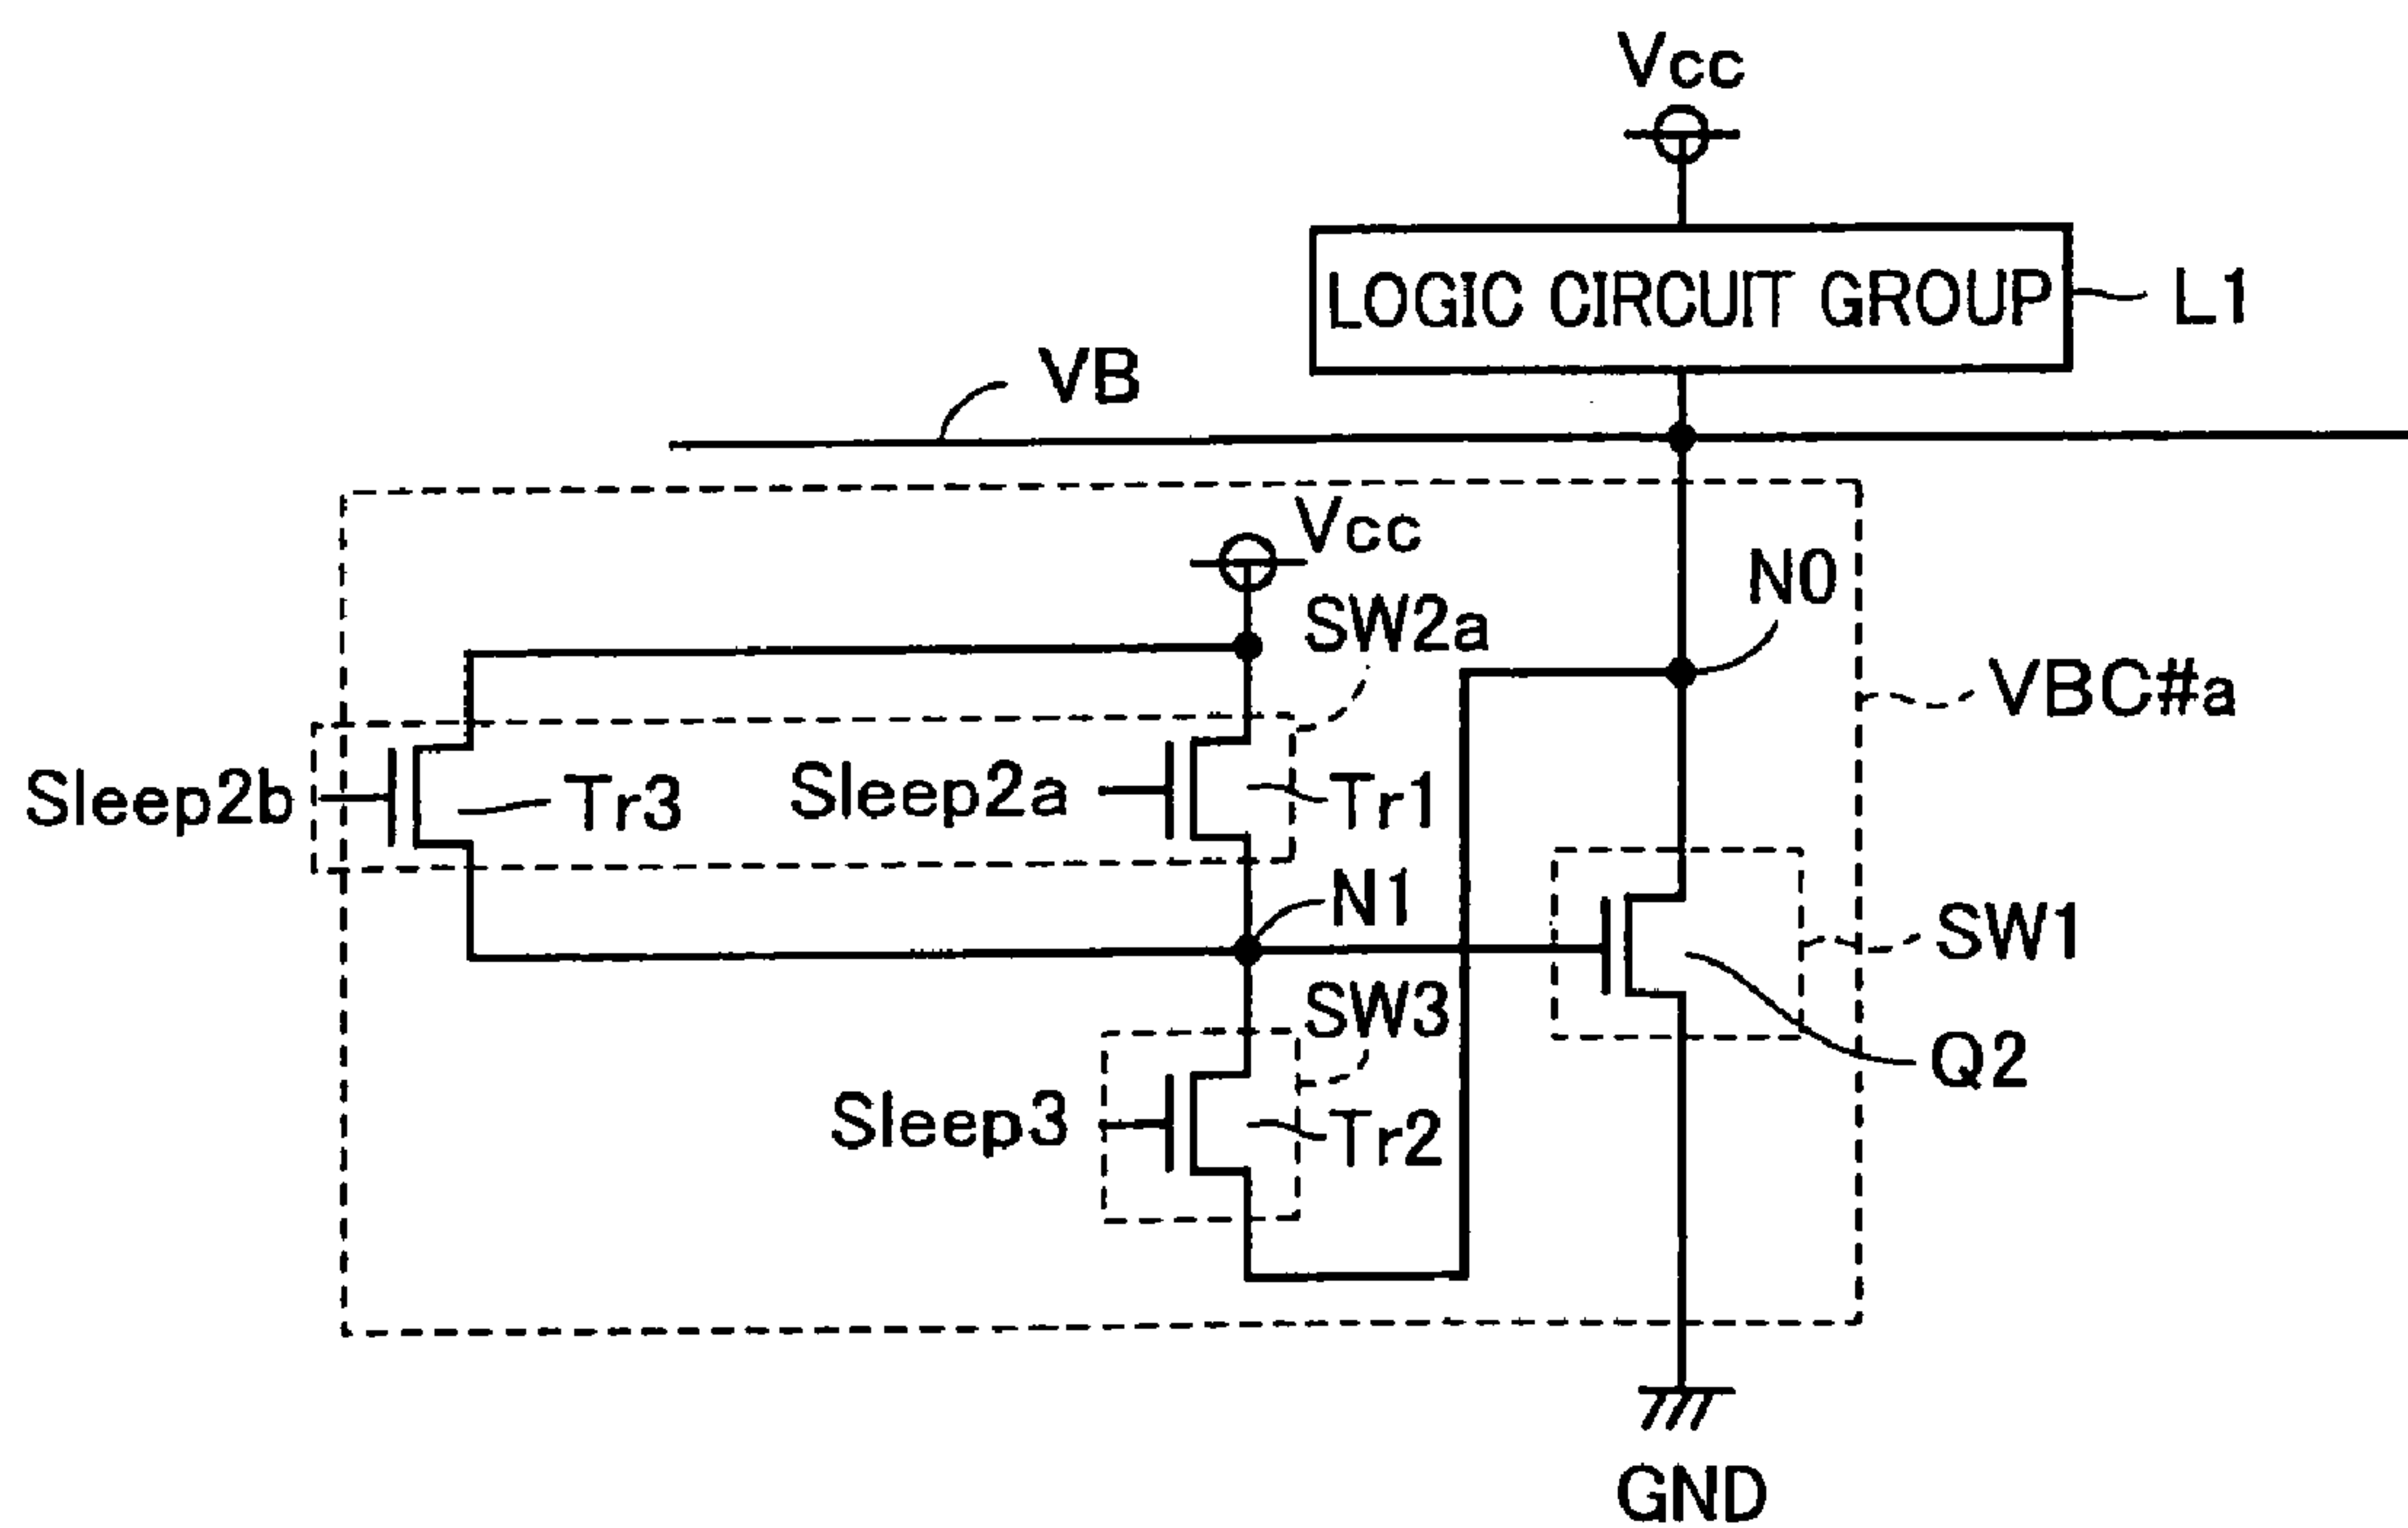 Vcc
LOGIC CIRCUIT GROUP
L1
VB
Vcc
N0
SW2a
VBC#a
Sleep2b
Tr3
Sleep2a
Tr1
N1
SW1
SW3
Q2
Sleep3
Tr2
GND